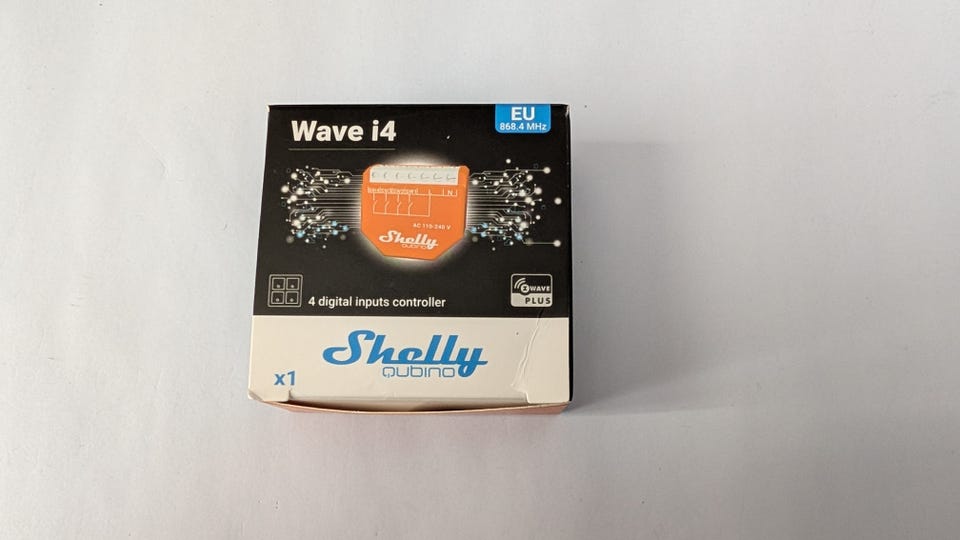 Wave i4
EU
868.4 MHz
N
AC 110-240 V
Shelly
QUBINO
4 digital inputs controller
Z WAVE
PLUS
Shelly
QUBINO
x1